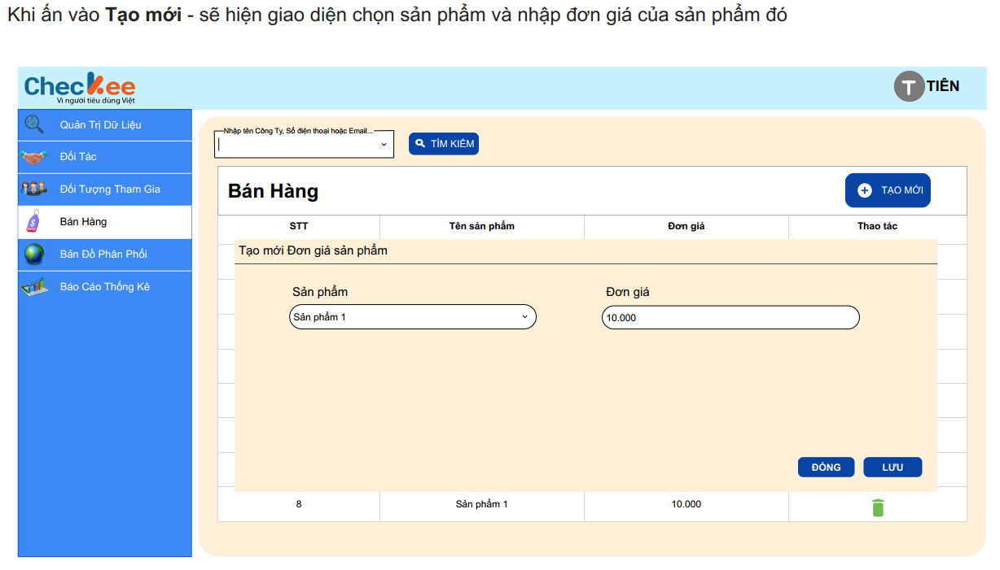 Khi ấn vào Tạo mới - sẽ hiện giao diện chọn sản phẩm và nhập đơn giá của sản phẩm đó
Checkee
Vì người tiêu dùng Việt
T TIÊN
Quản Trị Dữ Liệu
Đối Tác
Đối Tượng Tham Gia
Bán Hàng
Bản Đồ Phân Phối
Báo Cáo Thống Kê
Nhập tên Công Ty, Số điện thoại hoặc Email...
TÌM KIẾM
Bán Hàng
TẠO MỚI
STT Tên sản phẩm Đơn giá Thao tác
Tạo mới Đơn giá sản phẩm
Sản phẩm Đơn giá
Sản phẩm 1 10.000
ĐÓNG LƯU
8 Sản phẩm 1 10.000